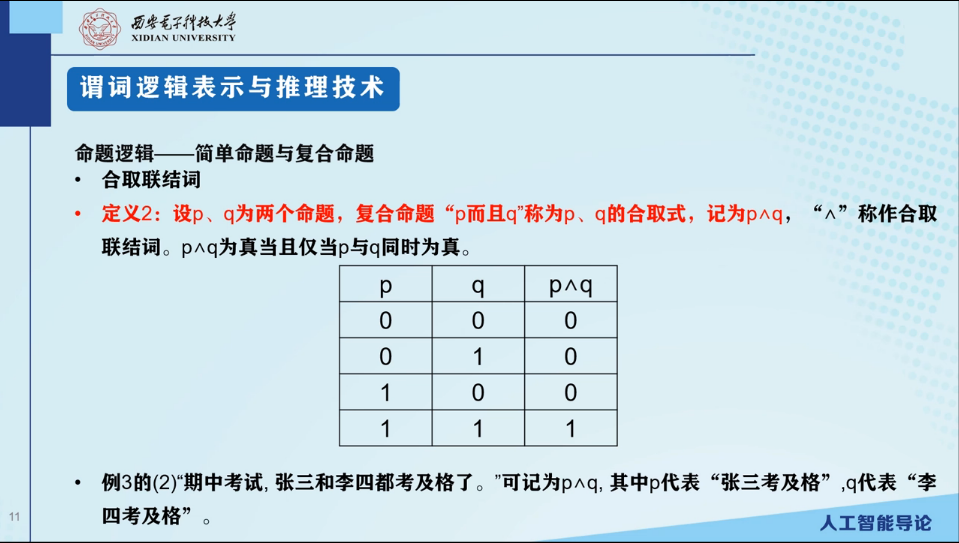 西安电子科技大学
XIDIAN UNIVERSITY
谓词逻辑表示与推理技术
命题逻辑——简单命题与复合命题
• 合取联结词
• 定义2：设p、q为两个命题，复合命题“p而且q”称为p、q的合取式，记为p∧q，“∧”称作合取
联结词。p∧q为真当且仅当p与q同时为真。
p q p∧q
0 0 0
0 1 0
1 0 0
1 1 1
• 例3的(2)“期中考试, 张三和李四都考及格了。”可记为p∧q, 其中p代表“张三考及格”,q代表“李
四考及格”。
11
人工智能导论